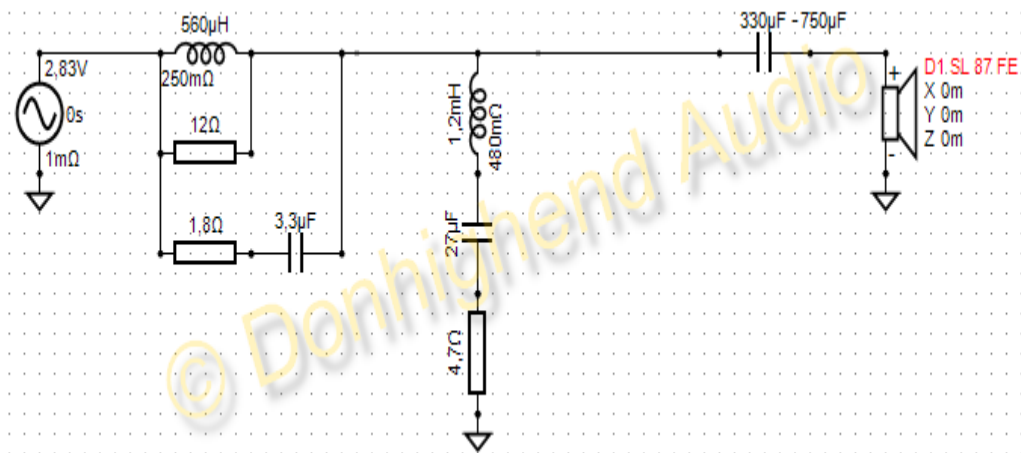 560µH
330µF - 750µF
2,83V
250mΩ
D1 SL 87 FE
X 0m
Y 0m
Z 0m
0s
12Ω
1mΩ
1,2mH
480mΩ
1,8Ω
3,3µF
27µF
4,7Ω
+
-
© Donhighend Audio